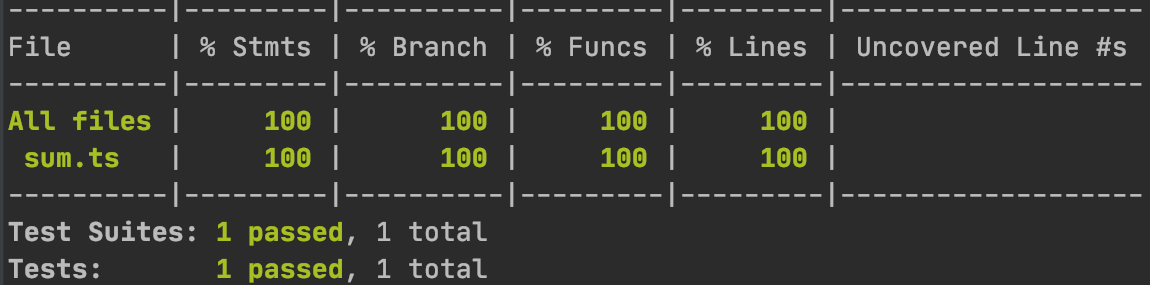 ----------|---------|----------|---------|---------|-------------------
File      | % Stmts | % Branch | % Funcs | % Lines | Uncovered Line #s
----------|---------|----------|---------|---------|-------------------
All files |     100 |      100 |     100 |     100 |
 sum.ts   |     100 |      100 |     100 |     100 |
----------|---------|----------|---------|---------|-------------------
Test Suites: 1 passed, 1 total
Tests:       1 passed, 1 total